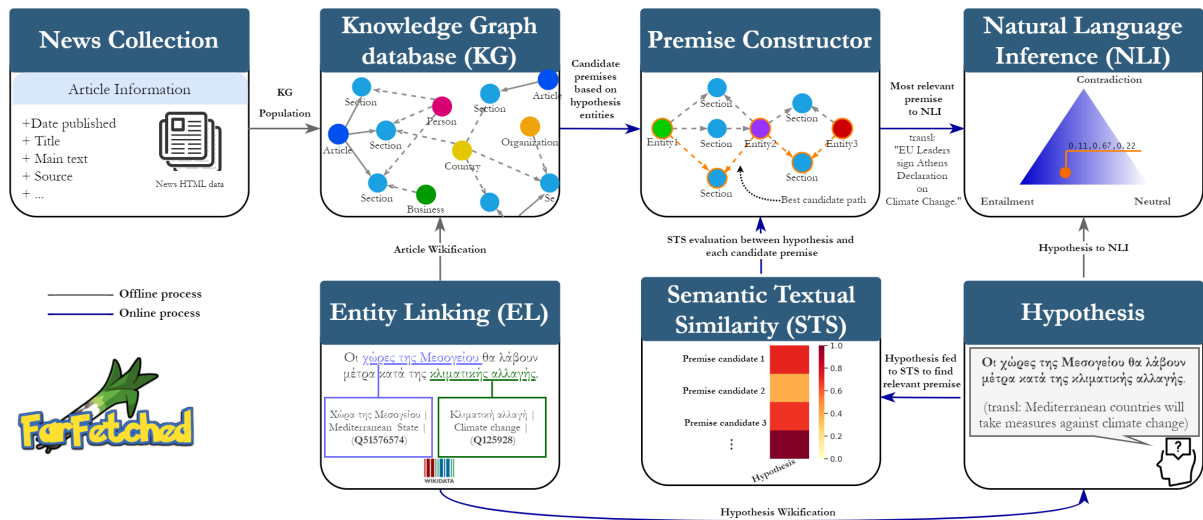 News Collection
Article Information
+Date published
+ Title
+ Main text
+ Source
+ ...
News HTML data
KG
Population
Knowledge Graph
database (KG)
Section
Person
Section
Article
Article
Section
Organization
Country
Section
Business
Se
Candidate
premises
based on
hypothesis
entities
Premise Constructor
Section
Section
Section
Entity1
Entity2
Entity3
Section
Section
Best candidate path
Most relevant
premise
to NLI
transl:
"EU Leaders
sign Athens
Declaration
on
Climate Change."
Natural Language
Inference (NLI)
Contradiction
0.11,0.67,0.22
Entailment
Neutral
Article Wikification
STS evaluation between hypothesis and
each candidate premise
Hypothesis to NLI
Offline process
Online process
FarFetched
Entity Linking (EL)
Οι χώρες της Μεσογείου θα λάβουν
μέτρα κατά της κλιματικής αλλαγής.
Χώρα της Μεσογείου |
Mediterranean State |
(Q51576574)
Κλιματική αλλαγή |
Climate change |
(Q125928)
WIKIDATA
Semantic Textual
Similarity (STS)
Premise candidate 1
Premise candidate 2
Premise candidate 3
⋮
Hypothesis
1.0
0.8
0.6
0.4
0.2
0.0
Hypothesis fed
to STS to find
relevant premise
Hypothesis
Οι χώρες της Μεσογείου θα λάβουν
μέτρα κατά της κλιματικής αλλαγής.
(transl: Mediterranean countries will
take measures against climate change)
?
Hypothesis Wikification